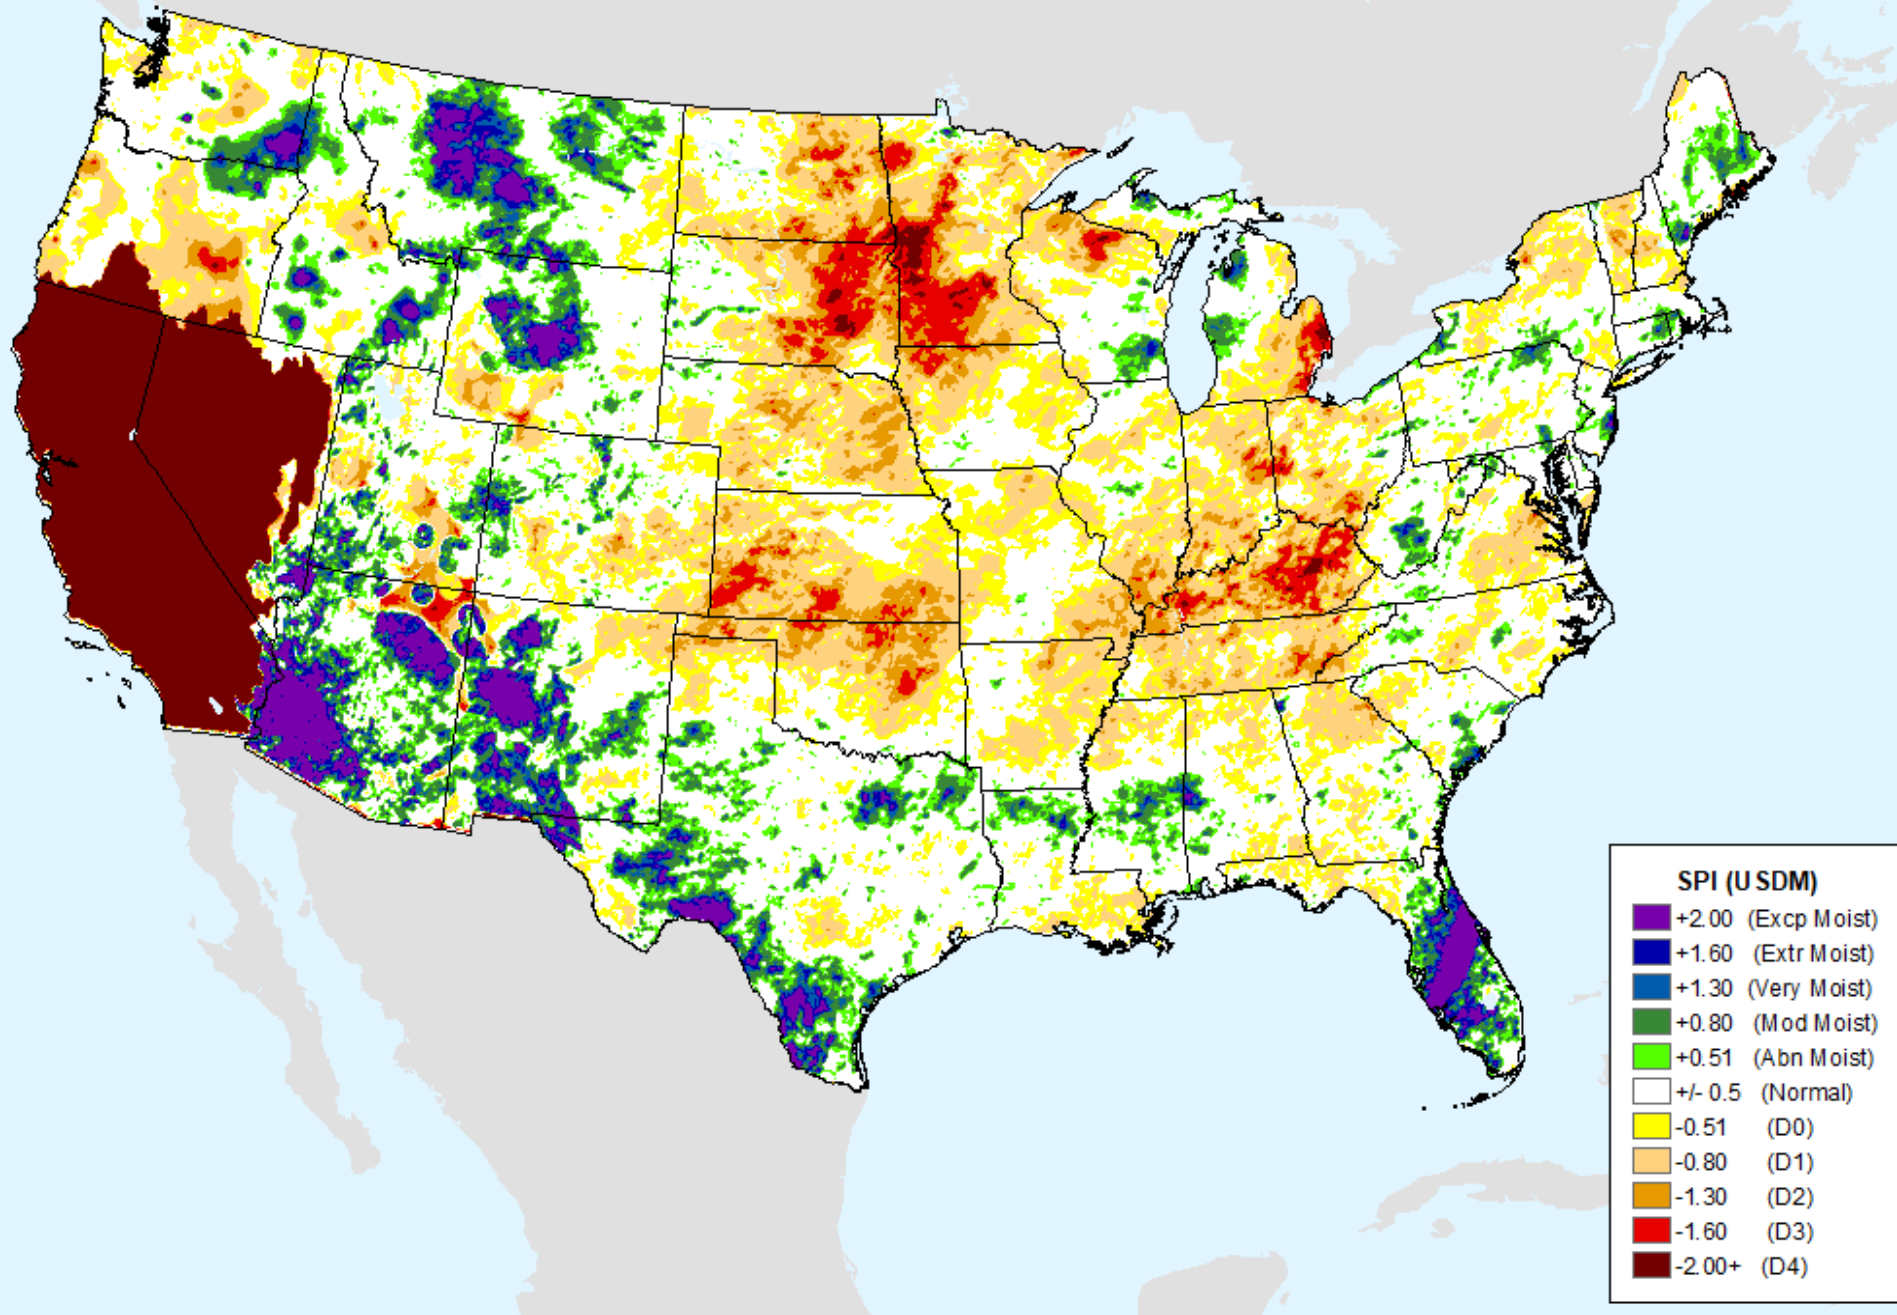 SPI (USDM)
+2.00 (Excp Moist)
+1.60 (Extr Moist)
+1.30 (Very Moist)
+0.80 (Mod Moist)
+0.51 (Abn Moist)
+/- 0.5 (Normal)
-0.51 (D0)
-0.80 (D1)
-1.30 (D2)
-1.60 (D3)
-2.00+ (D4)